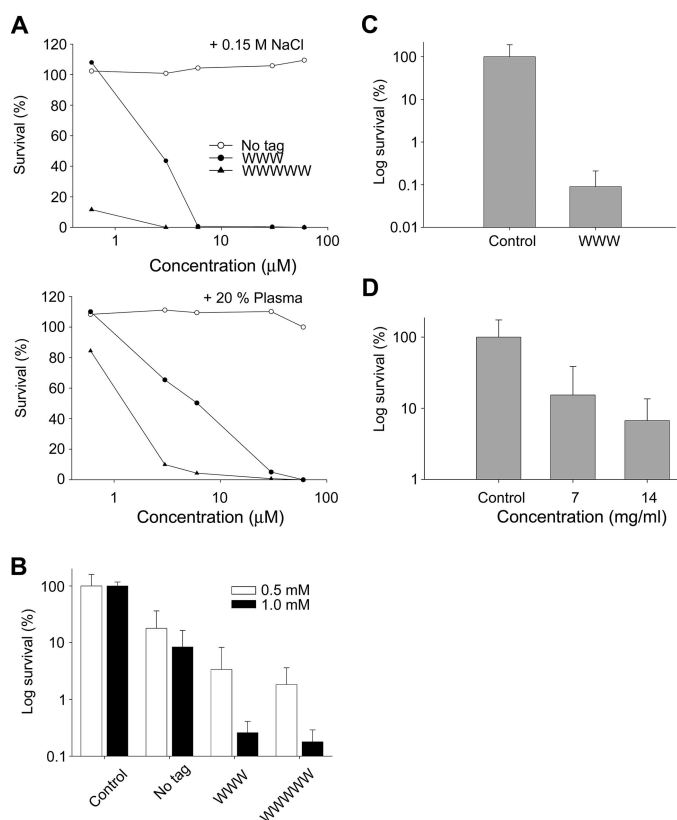 A
120
100
80
60
40
20
0
Survival (%)
+ 0.15 M NaCl
No tag
WWW
WWWWW
1
10
100
Concentration (μM)
120
100
80
60
40
20
0
Survival (%)
+ 20 % Plasma
1
10
100
Concentration (μM)
B
100
10
1
0.1
Log survival (%)
0.5 mM
1.0 mM
Control
No tag
WWW
WWWWW
C
100
10
1
0.1
0.01
Log survival (%)
Control
WWW
D
100
10
1
Log survival (%)
Control
7
14
Concentration (mg/ml)